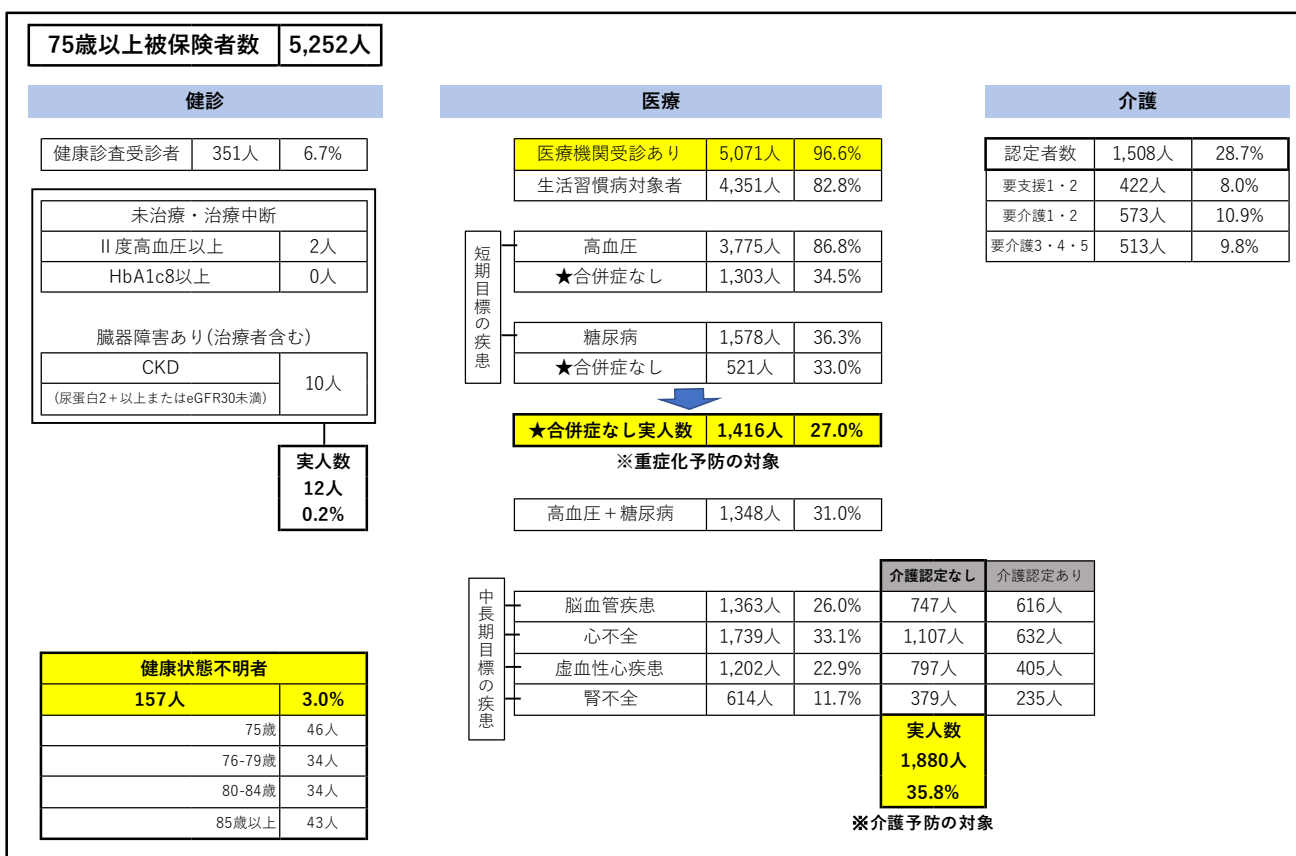 75歳以上被保険者数 5,252人
健診
健康診査受診者 351人 6.7%
未治療・治療中断
Ⅱ度高血圧以上 2人
HbA1c8以上 0人
臓器障害あり(治療者含む)
CKD
(尿蛋白2+以上またはeGFR30未満)
10人
実人数
12人
0.2%
健康状態不明者
157人 3.0%
75歳 46人
76-79歳 34人
80-84歳 34人
85歳以上 43人
医療
医療機関受診あり 5,071人 96.6%
生活習慣病対象者 4,351人 82.8%
短期目標の疾患
高血圧 3,775人 86.8%
★合併症なし 1,303人 34.5%
糖尿病 1,578人 36.3%
★合併症なし 521人 33.0%
★合併症なし実人数 1,416人 27.0%
※重症化予防の対象
高血圧+糖尿病 1,348人 31.0%
中長期目標の疾患
介護認定なし 介護認定あり
脳血管疾患 1,363人 26.0% 747人 616人
心不全 1,739人 33.1% 1,107人 632人
虚血性心疾患 1,202人 22.9% 797人 405人
腎不全 614人 11.7% 379人 235人
実人数
1,880人
35.8%
※介護予防の対象
介護
認定者数 1,508人 28.7%
要支援1・2 422人 8.0%
要介護1・2 573人 10.9%
要介護3・4・5 513人 9.8%